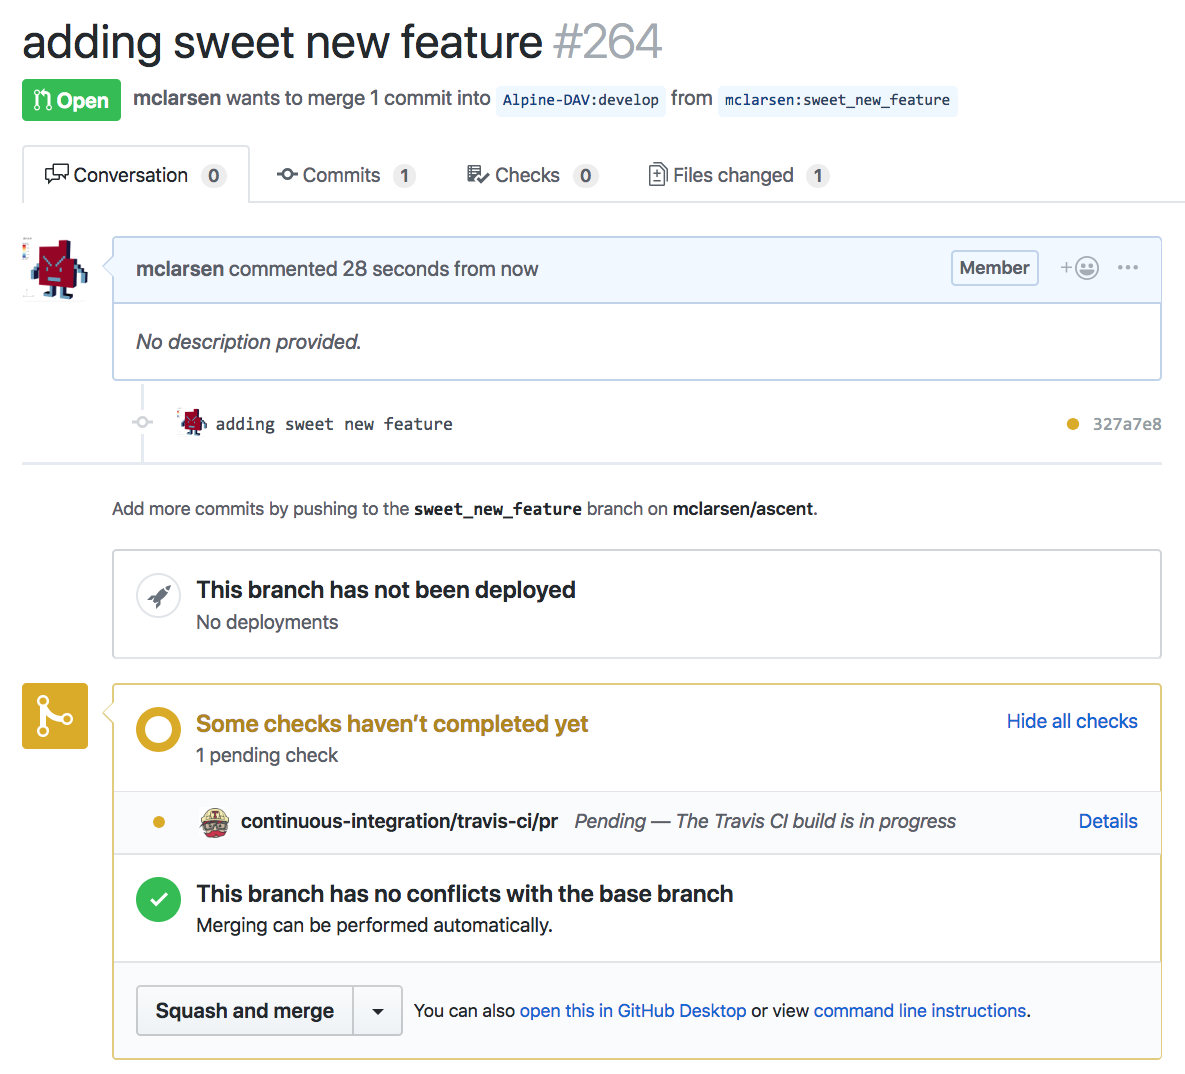 adding sweet new feature #264
Open mclarsen wants to merge 1 commit into Alpine-DAV:develop from mclarsen:sweet_new_feature
Conversation 0 Commits 1 Checks 0 Files changed 1
mclarsen commented 28 seconds from now Member
No description provided.
adding sweet new feature 327a7e8
Add more commits by pushing to the sweet_new_feature branch on mclarsen/ascent.
This branch has not been deployed
No deployments
Some checks haven’t completed yet Hide all checks
1 pending check
continuous-integration/travis-ci/pr Pending — The Travis CI build is in progress Details
This branch has no conflicts with the base branch
Merging can be performed automatically.
Squash and merge You can also open this in GitHub Desktop or view command line instructions.